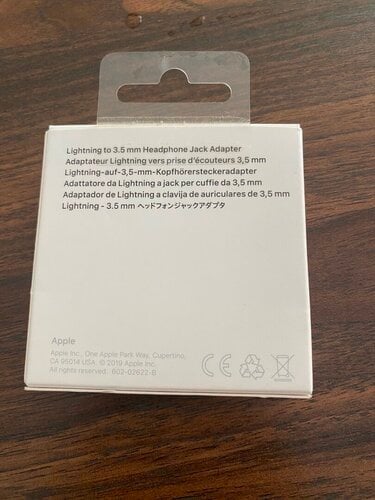 Lightning to 3.5 mm Headphone Jack Adapter
Adaptateur Lightning vers prise d'écouteurs 3,5 mm
Lightning-auf-3,5-mm-Kopfhörersteckeradapter
Adattatore da Lightning a jack per cuffie da 3,5 mm
Adaptador de Lightning a clavija de auriculares de 3,5 mm
Lightning - 3.5 mm ヘッドフォンジャックアダプタ
Apple
Apple Inc., One Apple Park Way, Cupertino,
CA 95014 USA. © 2019 Apple Inc.
All rights reserved. 602-02622-B